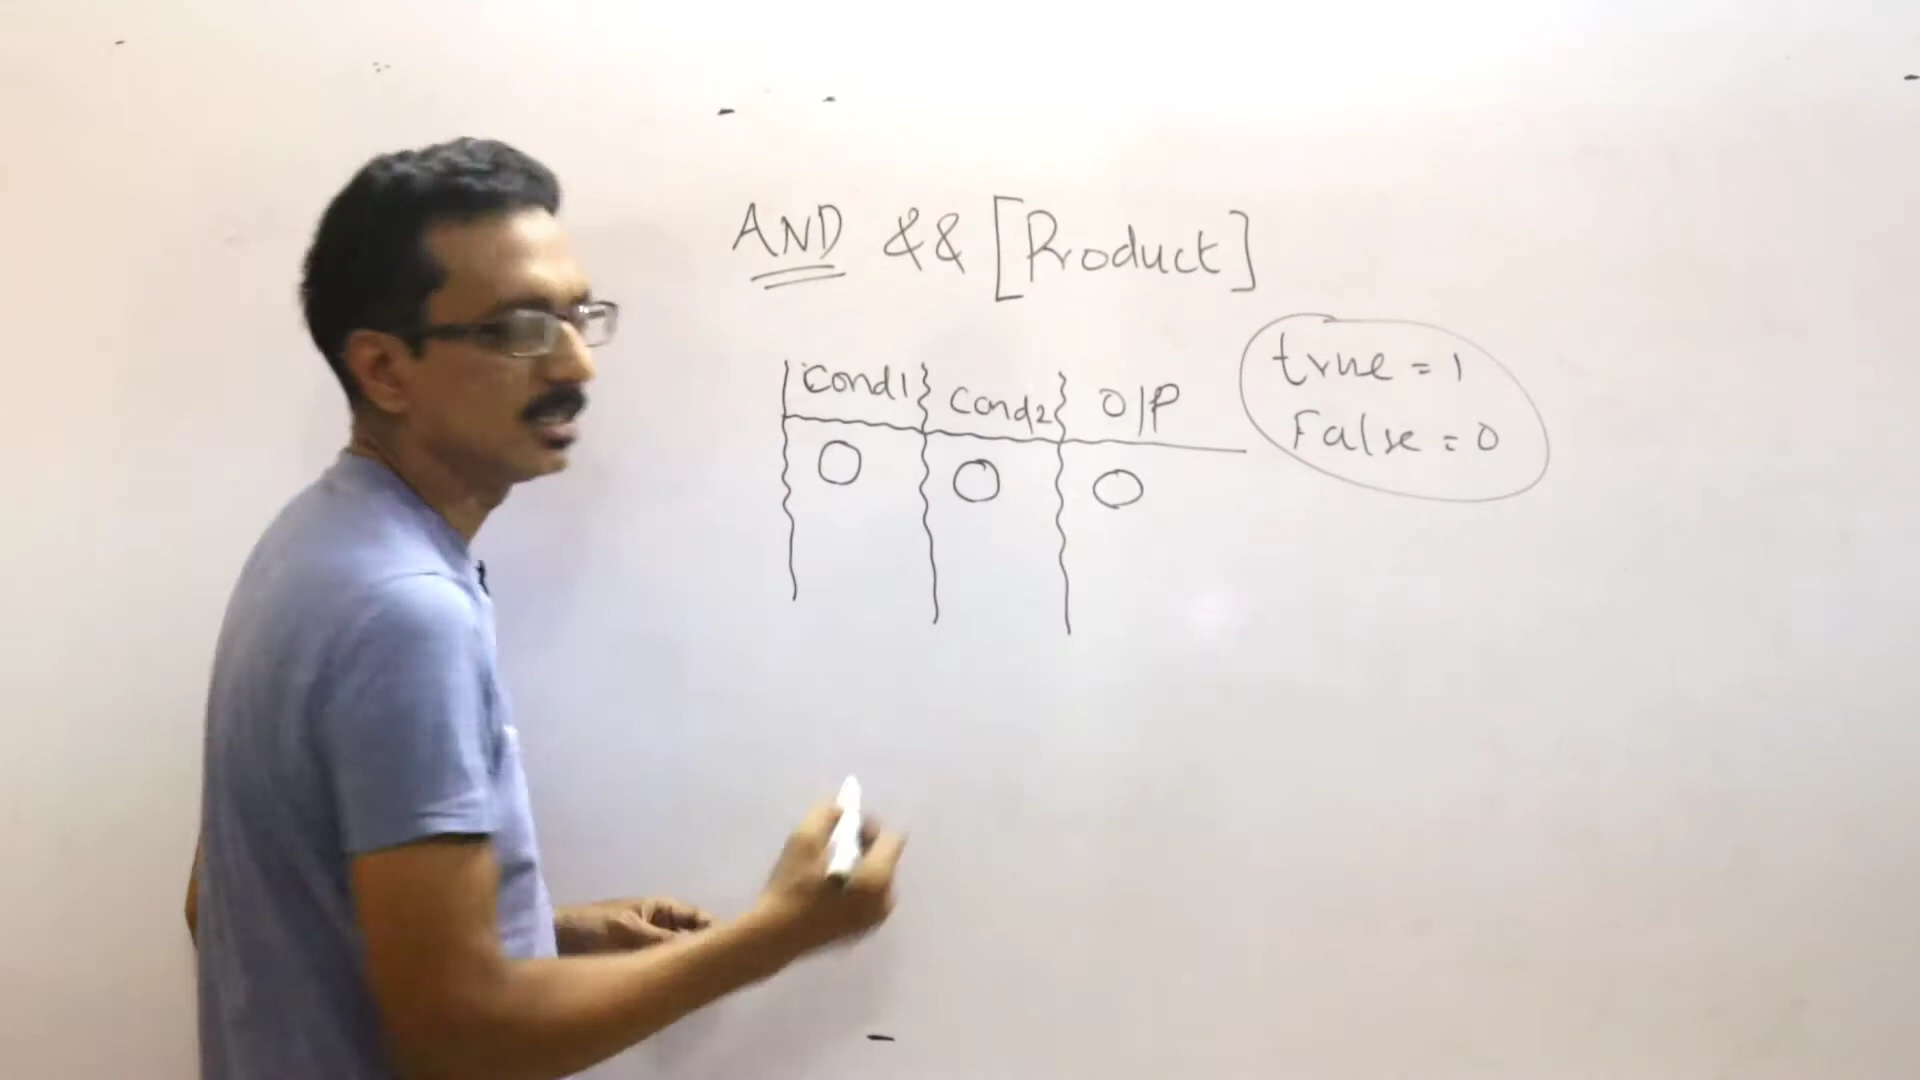 AND && [Product]
Cond1 Cond2 O/P
0 0 0
true = 1
False = 0